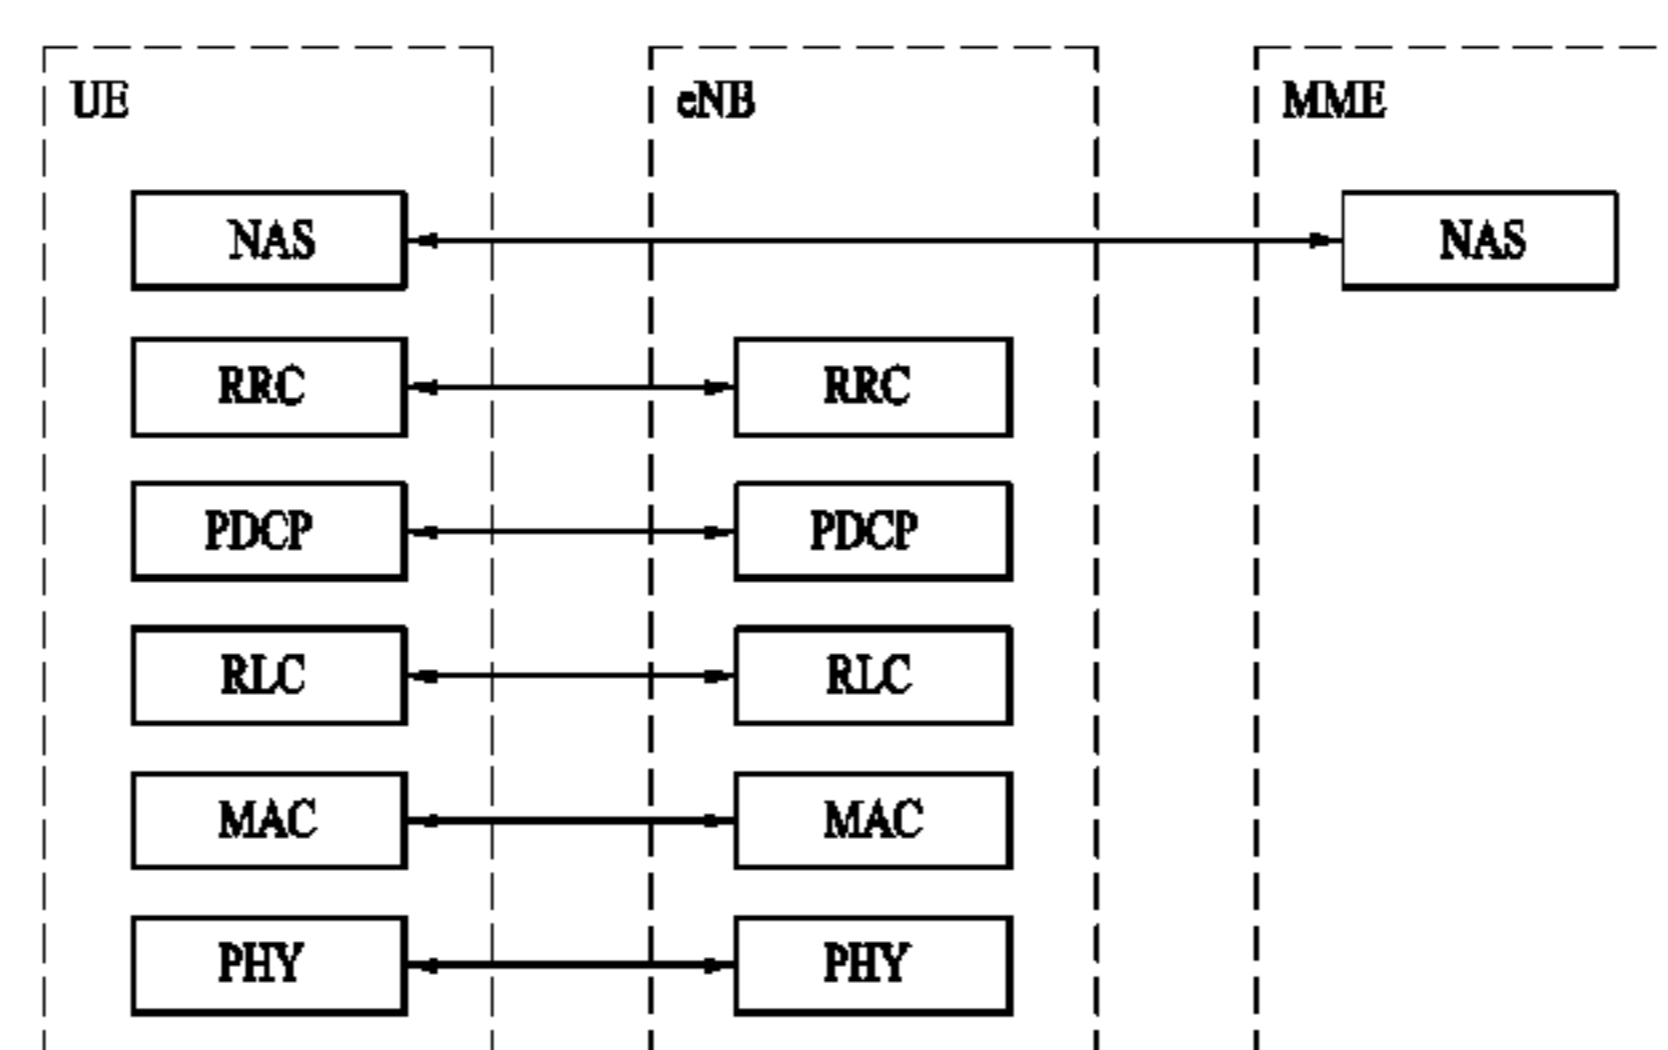 UE
eNB
MME
NAS
NAS
RRC
RRC
PDCP
PDCP
RLC
RLC
MAC
MAC
PHY
PHY